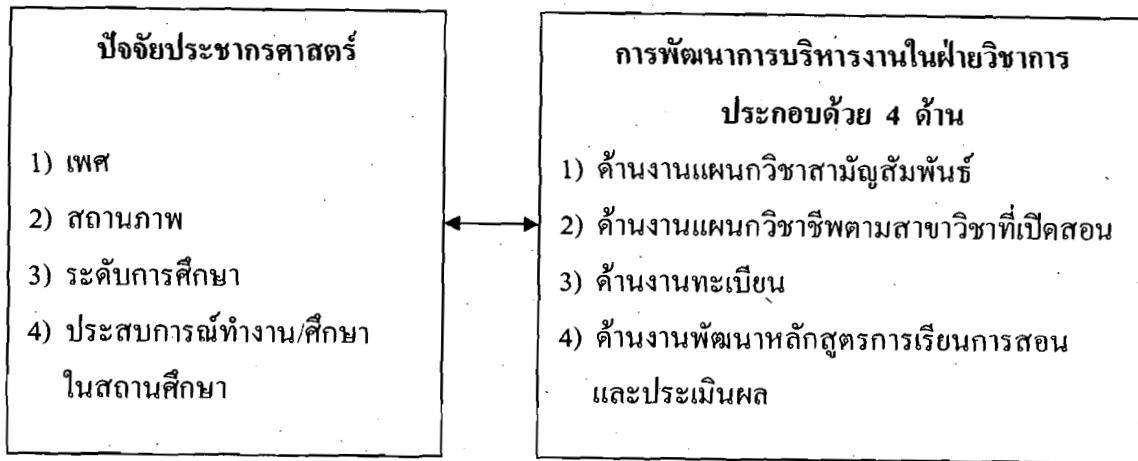 ปัจจัยประชากรศาสตร์
1) เพศ
2) สถานภาพ
3) ระดับการศึกษา
4) ประสบการณ์ทำงาน/ศึกษา
ในสถานศึกษา
การพัฒนาการบริหารงานในฝ่ายวิชาการ
ประกอบด้วย 4 ด้าน
1) ด้านงานแผนกวิชาสามัญสัมพันธ์
2) ด้านงานแผนกวิชาชีพตามสาขาวิชาที่เปิดสอน
3) ด้านงานทะเบียน
4) ด้านงานพัฒนาหลักสูตรการเรียนการสอน
และประเมินผล